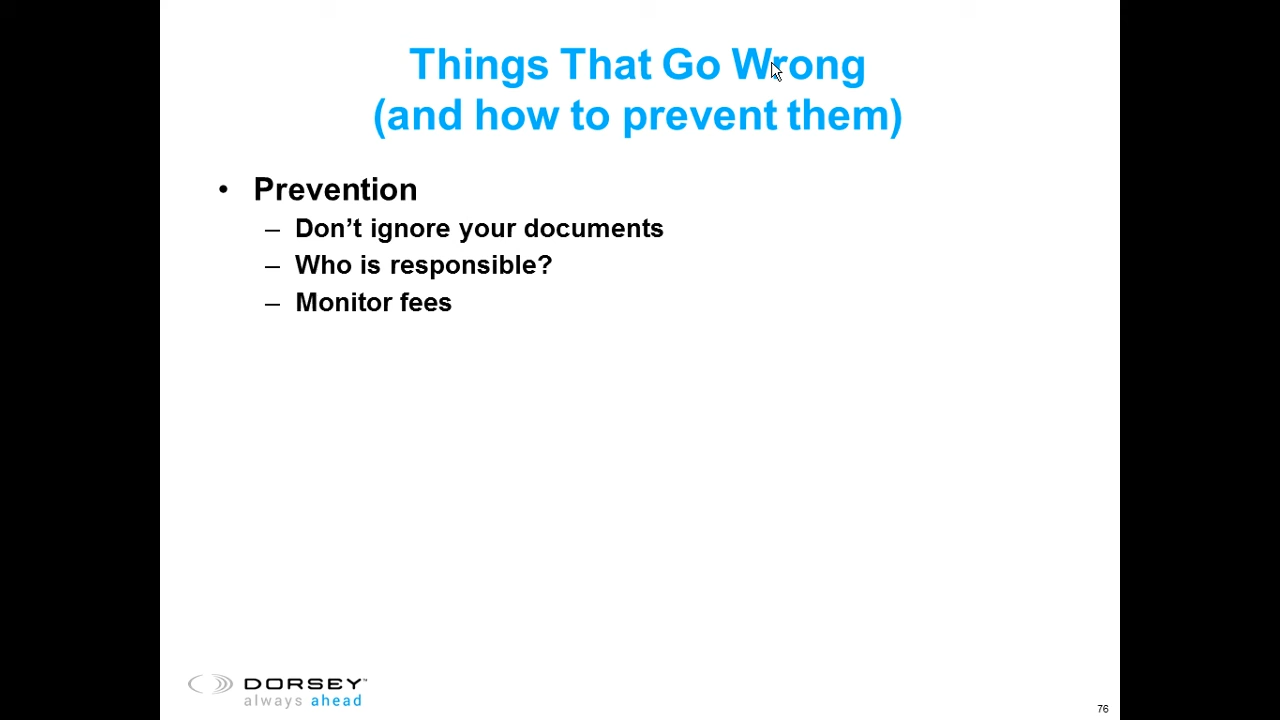 Things That Go Wrong
(and how to prevent them)
• Prevention
– Don’t ignore your documents
– Who is responsible?
– Monitor fees
DORSEY™
always ahead
76